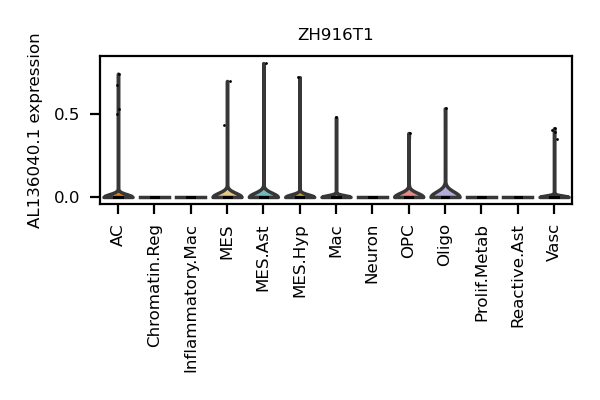 ZH916T1
AL136040.1 expression
0.5
0.0
AC
Chromatin.Reg
Inflammatory.Mac
MES
MES.Ast
MES.Hyp
Mac
Neuron
OPC
Oligo
Prolif.Metab
Reactive.Ast
Vasc